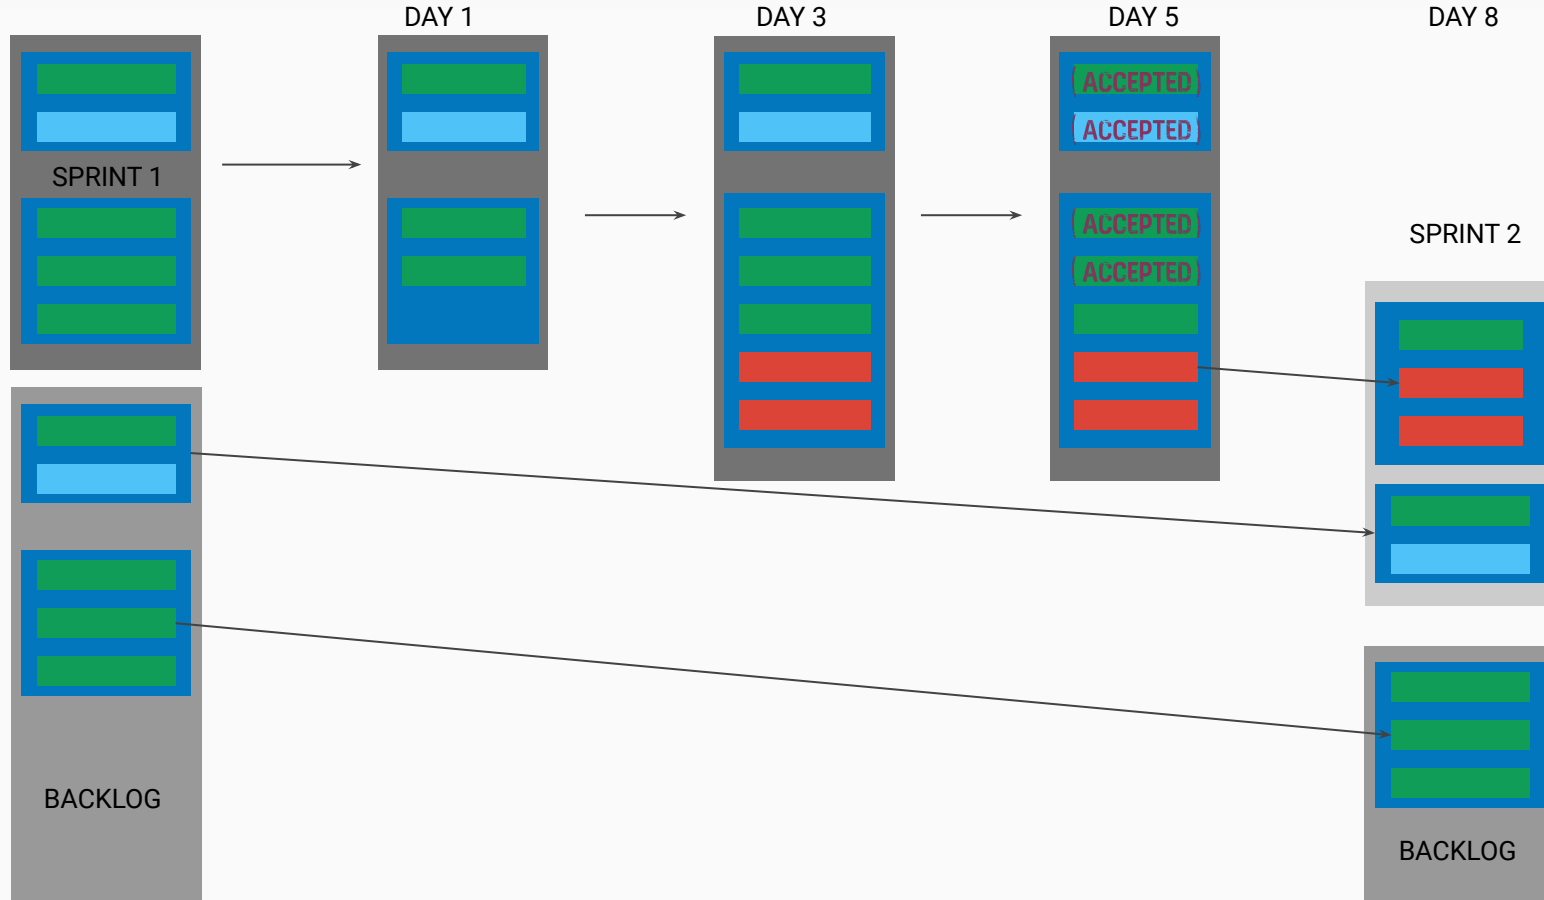 DAY 1
DAY 3
DAY 5
DAY 8
SPRINT 1
(ACCEPTED)
(ACCEPTED)
(ACCEPTED)
(ACCEPTED)
SPRINT 2
BACKLOG
BACKLOG